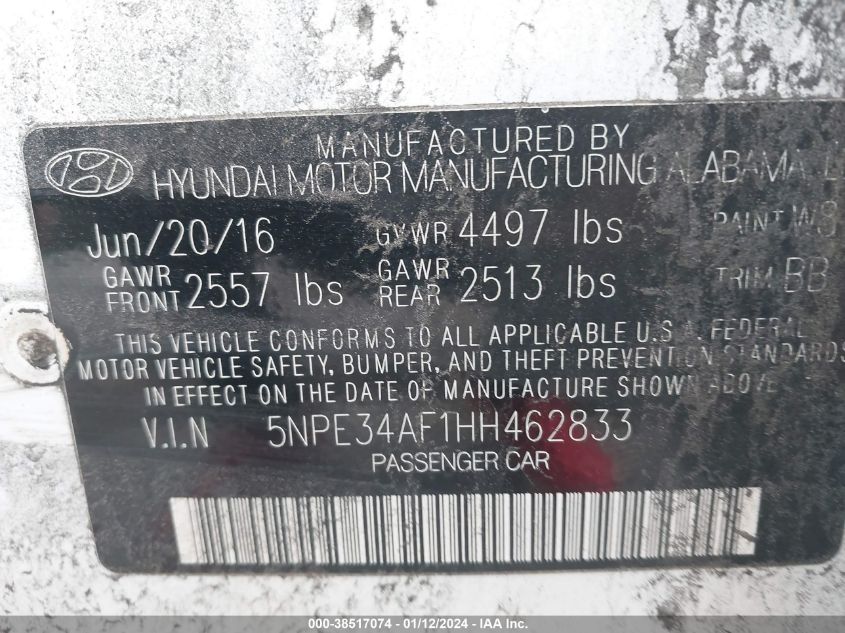 MANUFACTURED BY
HYUNDAI MOTOR MANUFACTURING ALABAMA, L
Jun/20/16 GVWR 4497 lbs PAINT W8
GAWR FRONT 2557 lbs GAWR REAR 2513 lbs TRIM BB
THIS VEHICLE CONFORMS TO ALL APPLICABLE U.S.A. FEDERAL
MOTOR VEHICLE SAFETY, BUMPER, AND THEFT PREVENTION STANDARDS
IN EFFECT ON THE DATE OF MANUFACTURE SHOWN ABOVE
V.I.N 5NPE34AF1HH462833
PASSENGER CAR
000-38517074 - 01/12/2024 - IAA Inc.